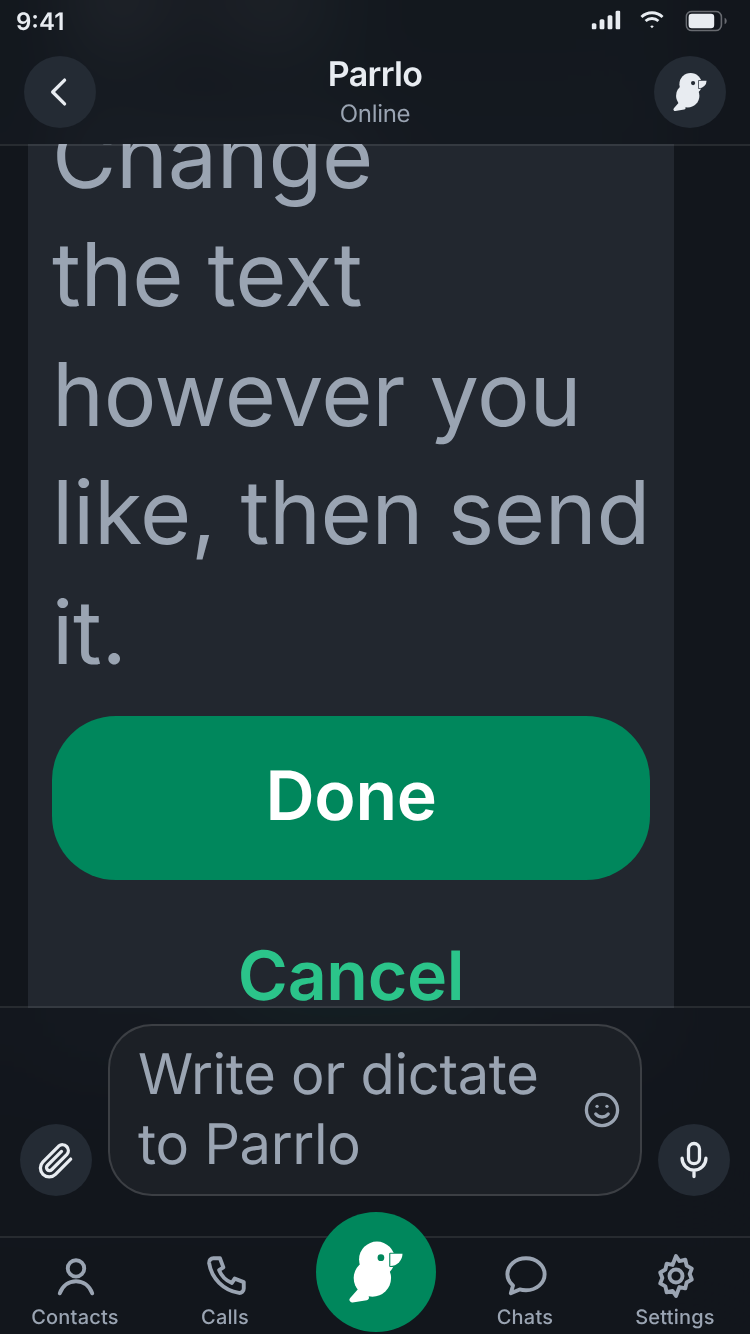 9:41
Parrlo
Online
Change
the text
however you
like, then send
it.
Done
Cancel
Write or dictate
to Parrlo
Contacts
Calls
Chats
Settings